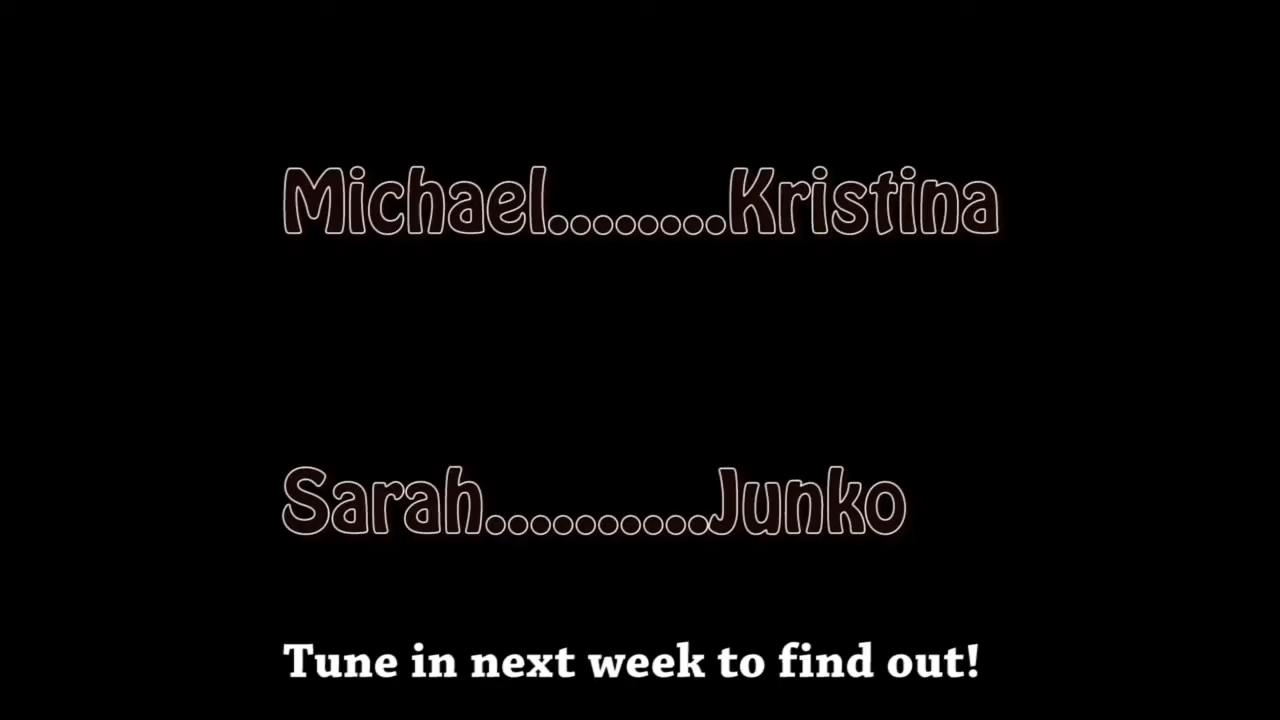 Michael........Kristina
Sarah..........Junko
Tune in next week to find out!